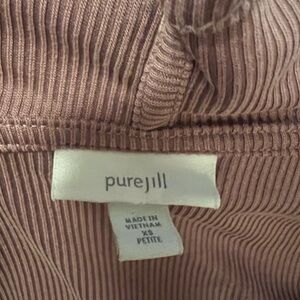 purejill
MADE IN
VIETNAM
XS
PETITE